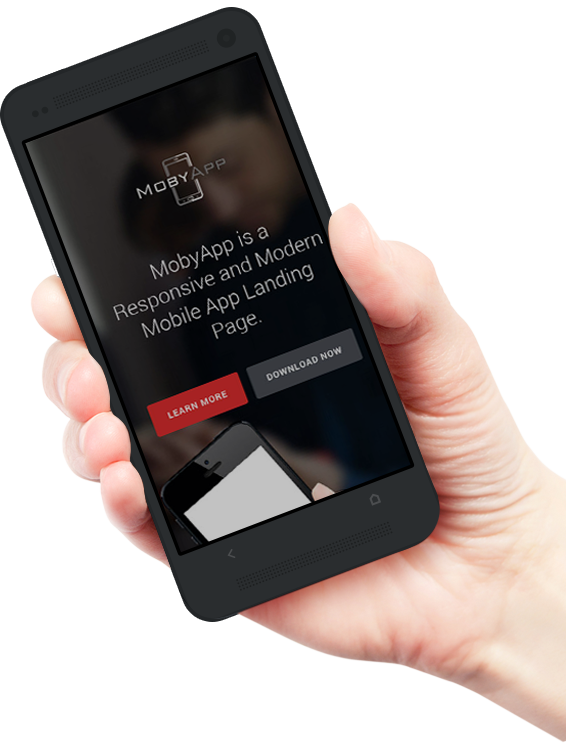 MOBYAPP
MobyApp is a
Responsive and Modern
Mobile App Landing
Page.
LEARN MORE
DOWNLOAD NOW